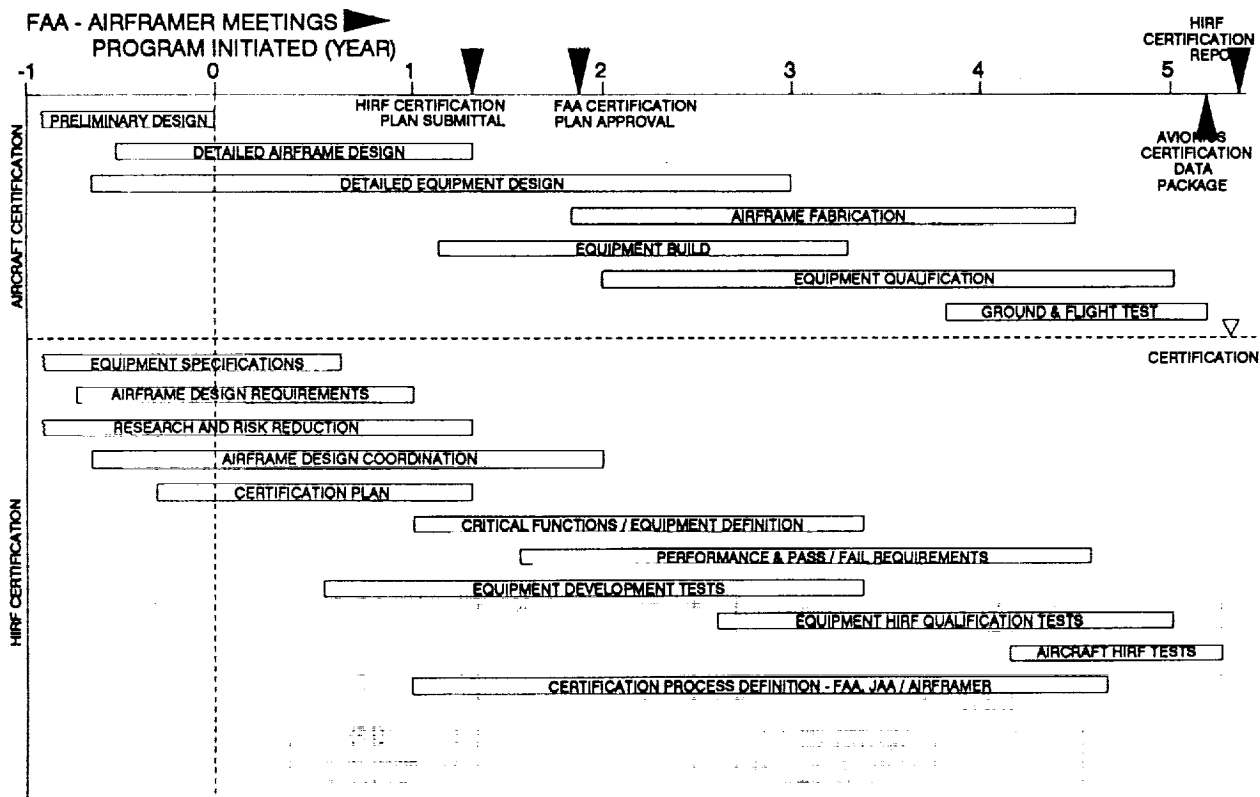 FAA - AIRFRAMER MEETINGS
PROGRAM INITIATED (YEAR)
HIRF
CERTIFICATION
REPO
-1 0 1 2 3 4 5
HIRF CERTIFICATION
PLAN SUBMITTAL
FAA CERTIFICATION
PLAN APPROVAL
AVIONICS
CERTIFICATION
DATA
PACKAGE
AIRCRAFT CERTIFICATION
PRELIMINARY DESIGN
DETAILED AIRFRAME DESIGN
DETAILED EQUIPMENT DESIGN
AIRFRAME FABRICATION
EQUIPMENT BUILD
EQUIPMENT QUALIFICATION
GROUND & FLIGHT TEST
CERTIFICATION
HIRF CERTIFICATION
EQUIPMENT SPECIFICATIONS
AIRFRAME DESIGN REQUIREMENTS
RESEARCH AND RISK REDUCTION
AIRFRAME DESIGN COORDINATION
CERTIFICATION PLAN
CRITICAL FUNCTIONS / EQUIPMENT DEFINITION
PERFORMANCE & PASS / FAIL REQUIREMENTS
EQUIPMENT DEVELOPMENT TESTS
EQUIPMENT HIRF QUALIFICATION TESTS
AIRCRAFT HIRF TESTS
CERTIFICATION PROCESS DEFINITION - FAA, JAA / AIRFRAMER